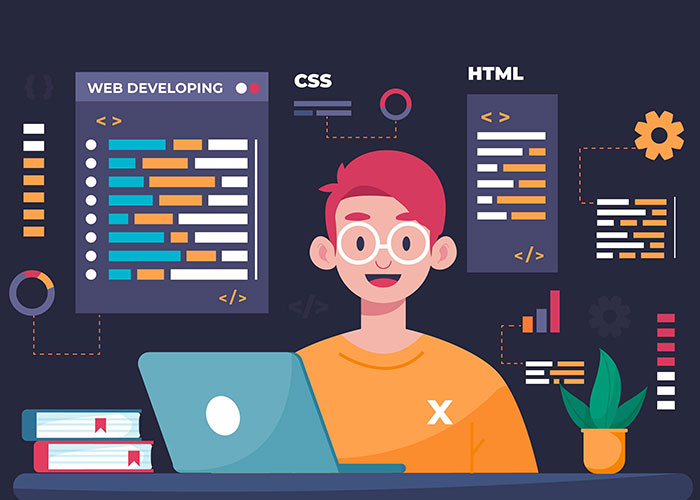 WEB DEVELOPING
< >
</>
CSS
HTML
< >
</>
X